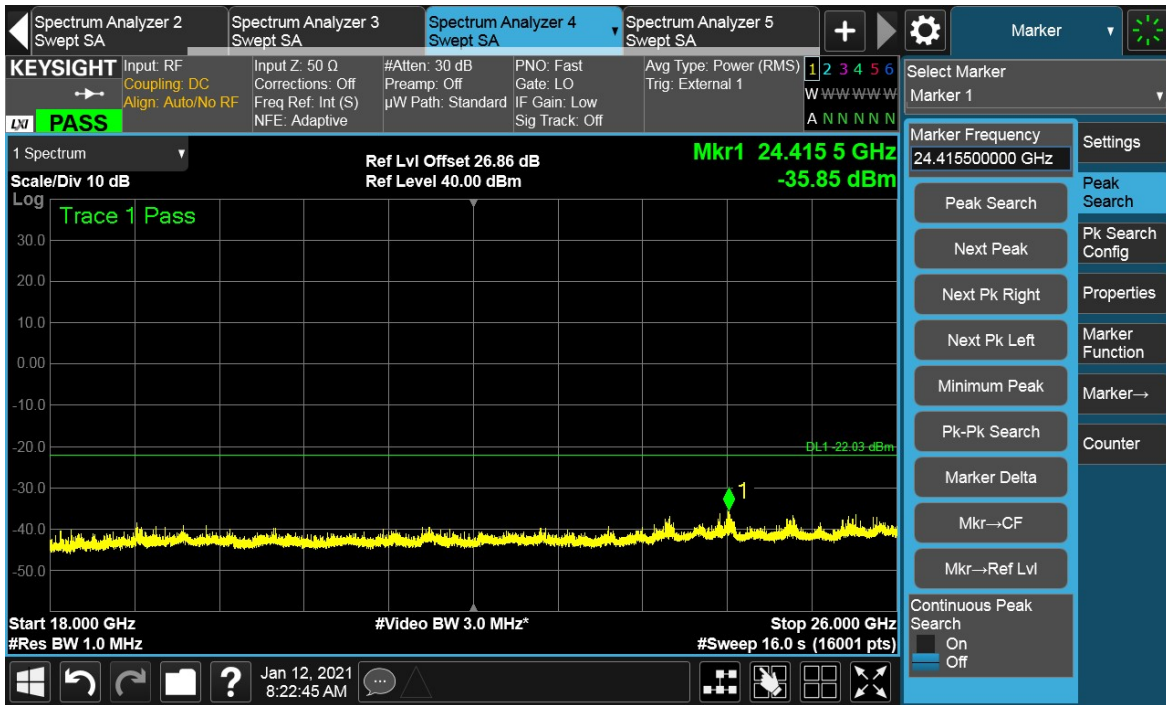 Spectrum Analyzer 2
Swept SA
Spectrum Analyzer 3
Swept SA
Spectrum Analyzer 4
Swept SA
Spectrum Analyzer 5
Swept SA
+
Marker
KEYSIGHT
LXI PASS
Input: RF
Coupling: DC
Align: Auto/No RF
Input Z: 50 Ω
Corrections: Off
Freq Ref: Int (S)
NFE: Adaptive
#Atten: 30 dB
Preamp: Off
µW Path: Standard
PNO: Fast
Gate: LO
IF Gain: Low
Sig Track: Off
Avg Type: Power (RMS)
Trig: External 1
1 2 3 4 5 6
W W W W W W
A N N N N N
Select Marker
Marker 1
1 Spectrum
Scale/Div 10 dB
Log
Ref Lvl Offset 26.86 dB
Ref Level 40.00 dBm
Mkr1 24.415 5 GHz
-35.85 dBm
Trace 1 Pass
30.0
20.0
10.0
0.00
-10.0
-20.0
-30.0
-40.0
-50.0
DL1 -22.03 dBm
1
Start 18.000 GHz
#Res BW 1.0 MHz
#Video BW 3.0 MHz*
Stop 26.000 GHz
#Sweep 16.0 s (16001 pts)
Marker Frequency
24.415500000 GHz
Peak Search
Next Peak
Next Pk Right
Next Pk Left
Minimum Peak
Pk-Pk Search
Marker Delta
Mkr→CF
Mkr→Ref Lvl
Continuous Peak
Search
On
Off
Settings
Peak
Search
Pk Search
Config
Properties
Marker
Function
Marker→
Counter
?
Jan 12, 2021
8:22:45 AM